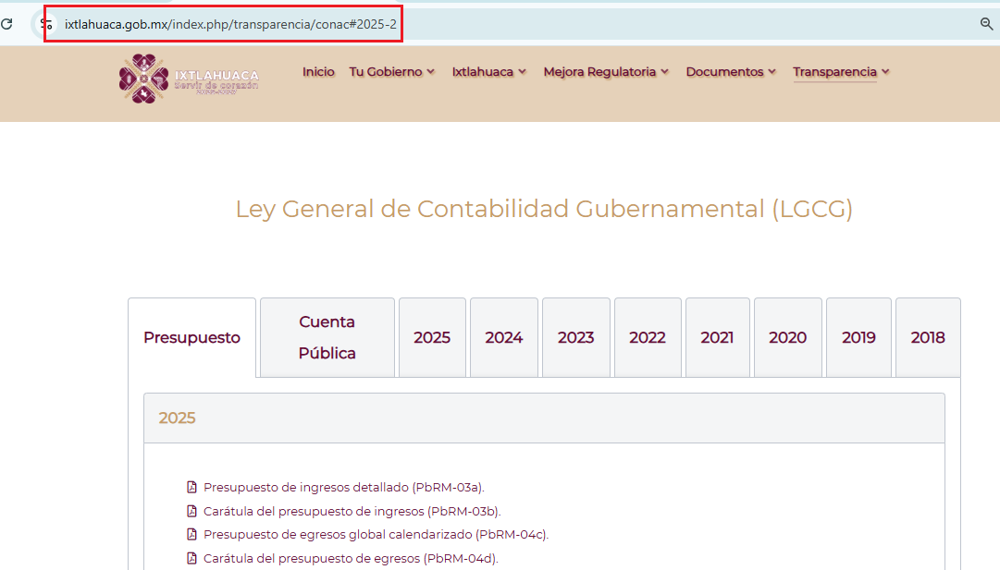 ixtlahuaca.gob.mx/index.php/transparencia/conac#2025-2
IXTLAHUACA
Servir de corazón
Inicio Tu Gobierno Ixtlahuaca Mejora Regulatoria Documentos Transparencia
Ley General de Contabilidad Gubernamental (LGCG)
Presupuesto
Cuenta
Pública
2025 2024 2023 2022 2021 2020 2019 2018
2025
Presupuesto de ingresos detallado (PbRM-03a).
Carátula del presupuesto de ingresos (PbRM-03b).
Presupuesto de egresos global calendarizado (PbRM-04c).
Carátula del presupuesto de egresos (PbRM-04d).